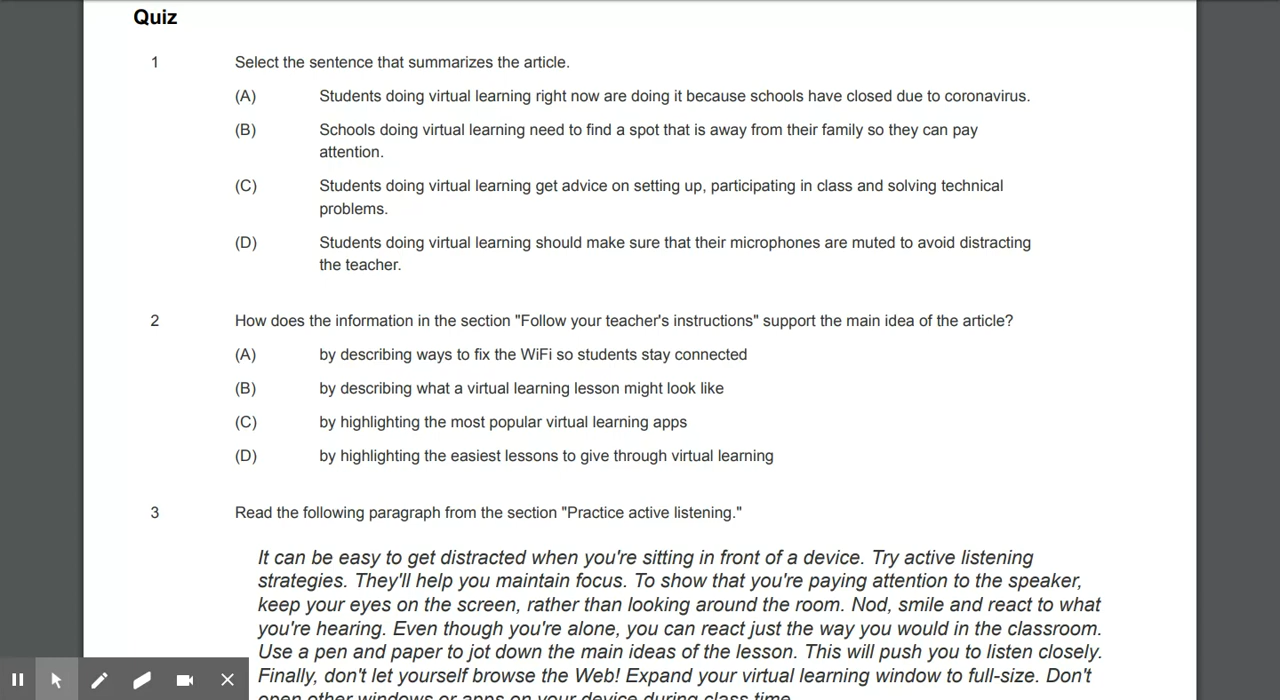 Quiz
1 Select the sentence that summarizes the article.
(A) Students doing virtual learning right now are doing it because schools have closed due to coronavirus.
(B) Schools doing virtual learning need to find a spot that is away from their family so they can pay
attention.
(C) Students doing virtual learning get advice on setting up, participating in class and solving technical
problems.
(D) Students doing virtual learning should make sure that their microphones are muted to avoid distracting
the teacher.
2 How does the information in the section "Follow your teacher's instructions" support the main idea of the article?
(A) by describing ways to fix the WiFi so students stay connected
(B) by describing what a virtual learning lesson might look like
(C) by highlighting the most popular virtual learning apps
(D) by highlighting the easiest lessons to give through virtual learning
3 Read the following paragraph from the section "Practice active listening."
It can be easy to get distracted when you're sitting in front of a device. Try active listening
strategies. They'll help you maintain focus. To show that you're paying attention to the speaker,
keep your eyes on the screen, rather than looking around the room. Nod, smile and react to what
you're hearing. Even though you're alone, you can react just the way you would in the classroom.
Use a pen and paper to jot down the main ideas of the lesson. This will push you to listen closely.
Finally, don't let yourself browse the Web! Expand your virtual learning window to full-size. Don't
open other windows or apps on your device during class time.